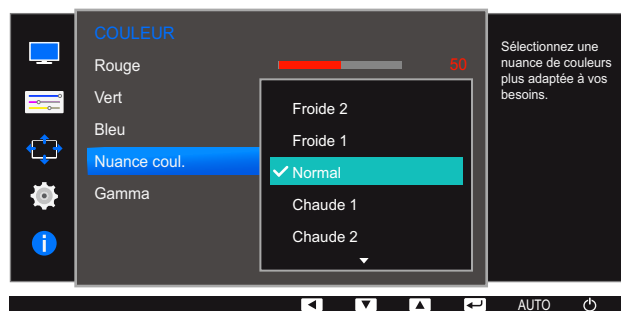 COULEUR
Rouge 50
Vert
Bleu
Nuance coul.
Gamma
Froide 2
Froide 1
Normal
Chaude 1
Chaude 2
Sélectionnez une
nuance de couleurs
plus adaptée à vos
besoins.
AUTO